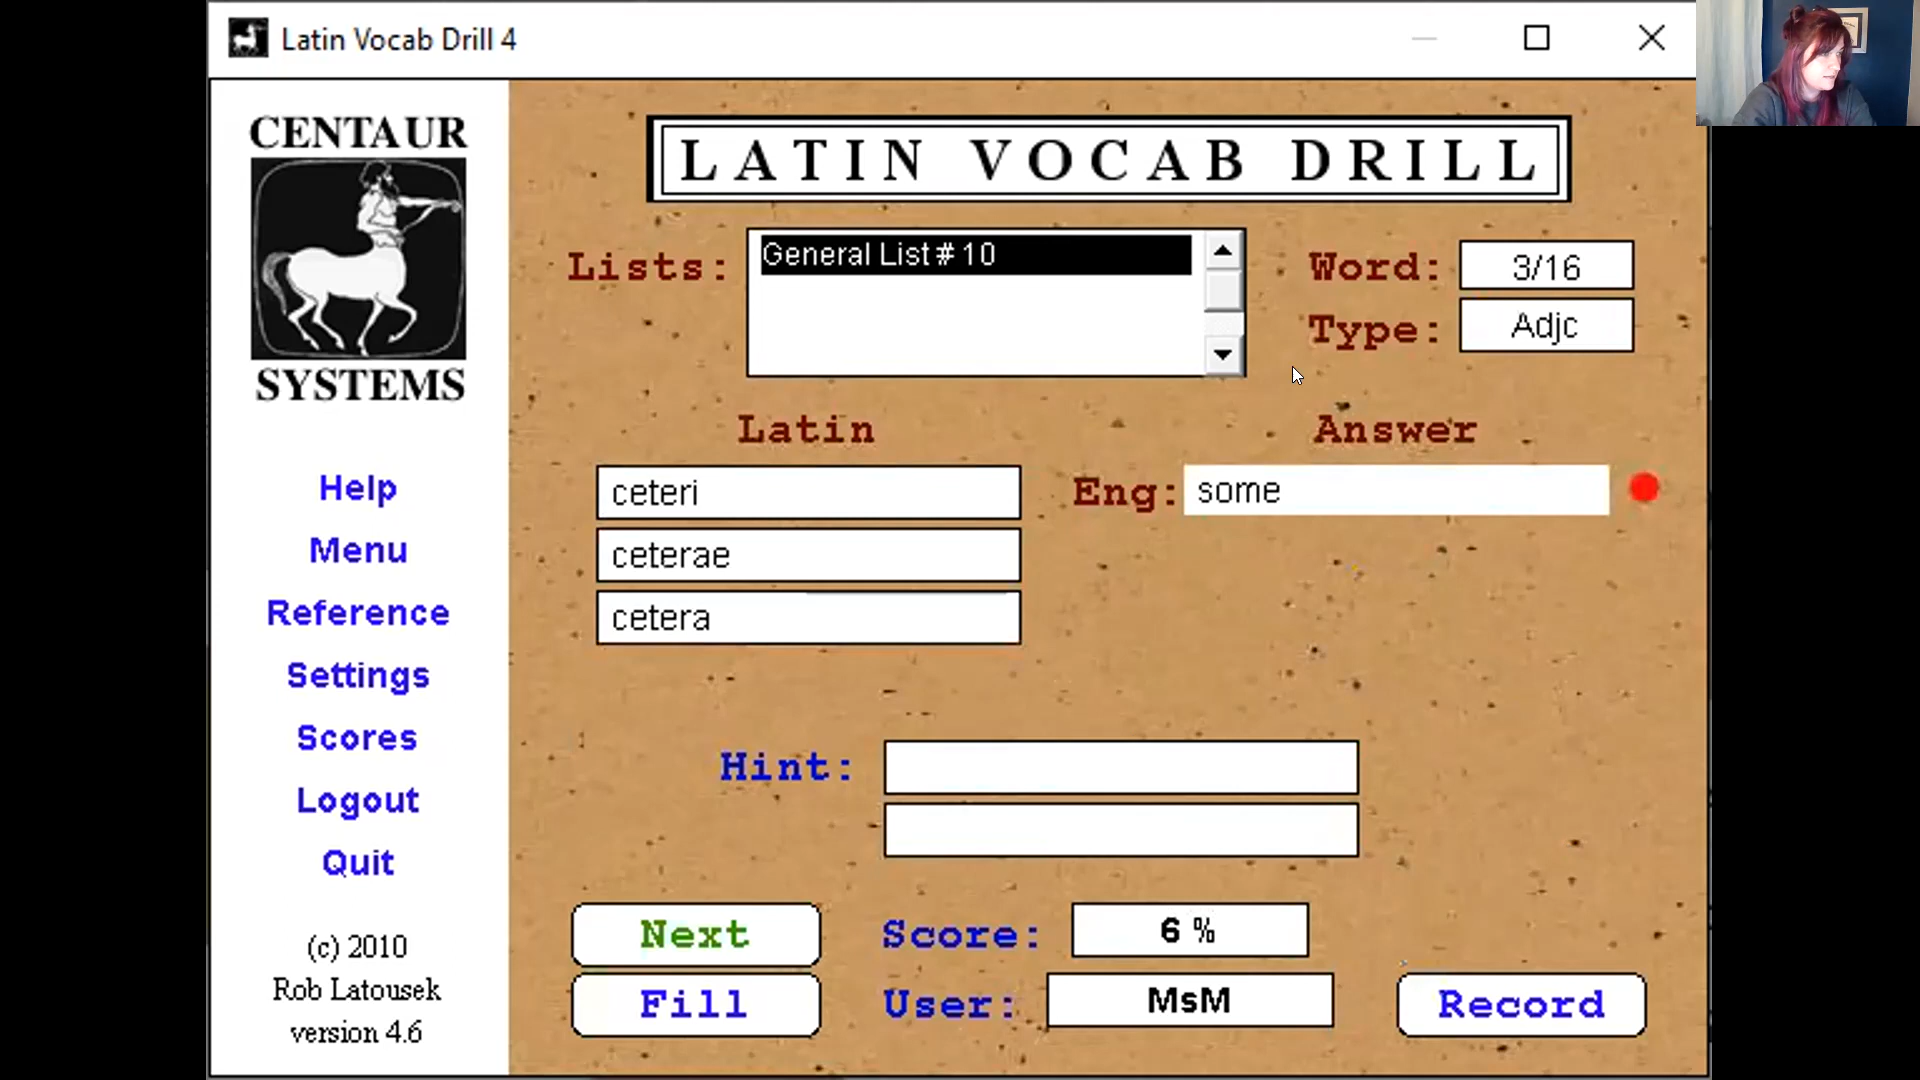 Latin Vocab Drill 4
CENTAUR
SYSTEMS
Help
Menu
Reference
Settings
Scores
Logout
Quit
(c) 2010
Rob Latousek
version 4.6
LATIN VOCAB DRILL
Lists:
General List # 10
Word:
3/16
Type:
Adjc
Latin
Answer
ceteri
Eng:
some
ceterae
cetera
Hint:
Next
Score:
6 %
Fill
User:
MsM
Record